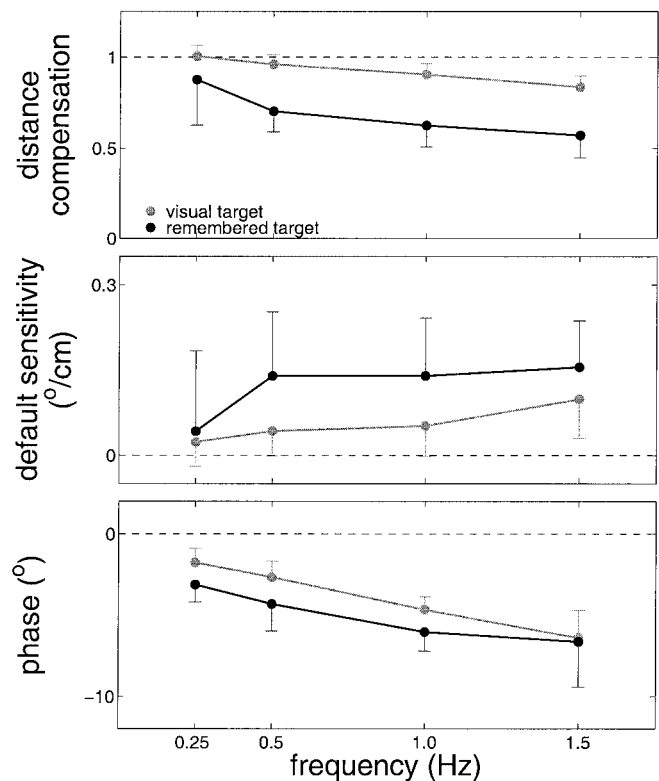 distance
compensation
1
0.5
0
visual target
remembered target
default sensitivity
(°/cm)
0.3
0
phase (°)
0
−10
0.25
0.5
1.0
1.5
frequency (Hz)